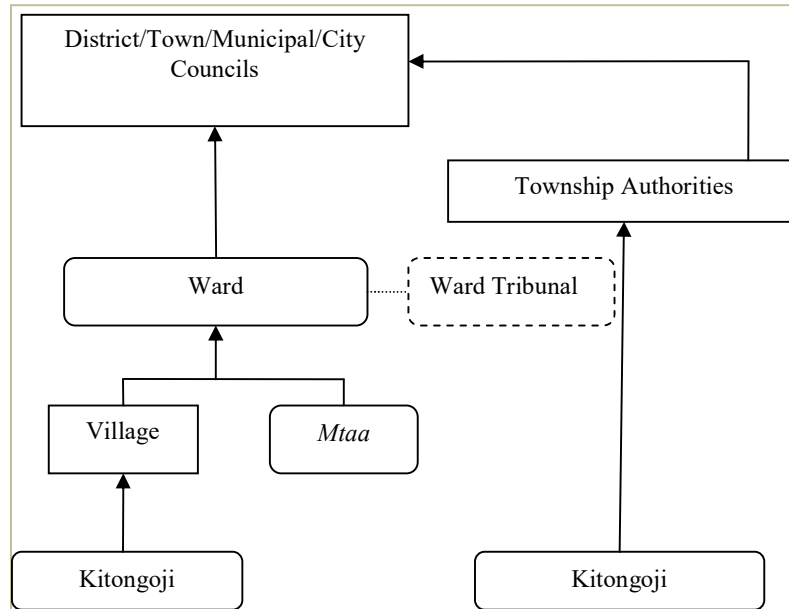 District/Town/Municipal/City
Councils
Township Authorities
Ward
Ward Tribunal
Village
Mtaa
Kitongoji
Kitongoji